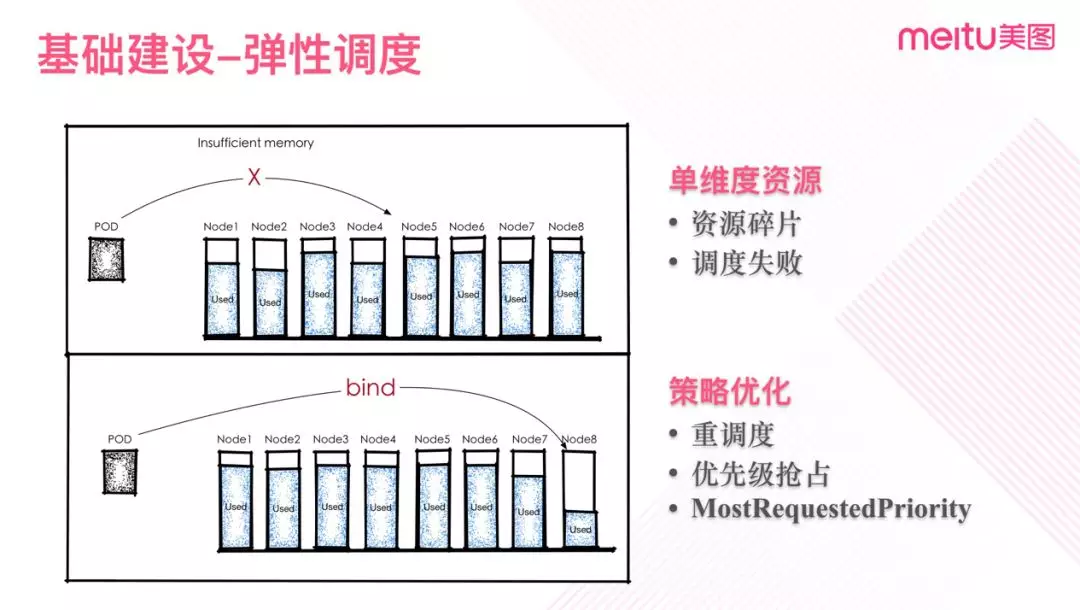 基础建设–弹性调度
meitu美图
Insufficient memory
X
POD
Node1 Node2 Node3 Node4 Node5 Node6 Node7 Node8
Used Used Used Used Used Used Used Used
bind
POD
Node1 Node2 Node3 Node4 Node5 Node6 Node7 Node8
Used Used Used Used Used Used Used Used
单维度资源
• 资源碎片
• 调度失败
策略优化
• 重调度
• 优先级抢占
• MostRequestedPriority